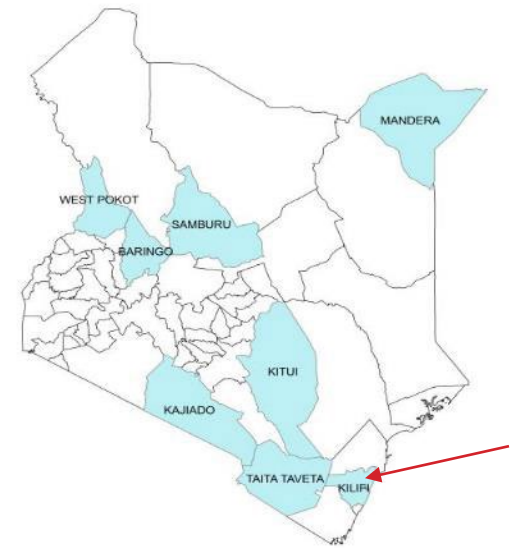 MANDERA
WEST POKOT
SAMBURU
BARINGO
KITUI
KAJIADO
TAITA TAVETA
KILIFI